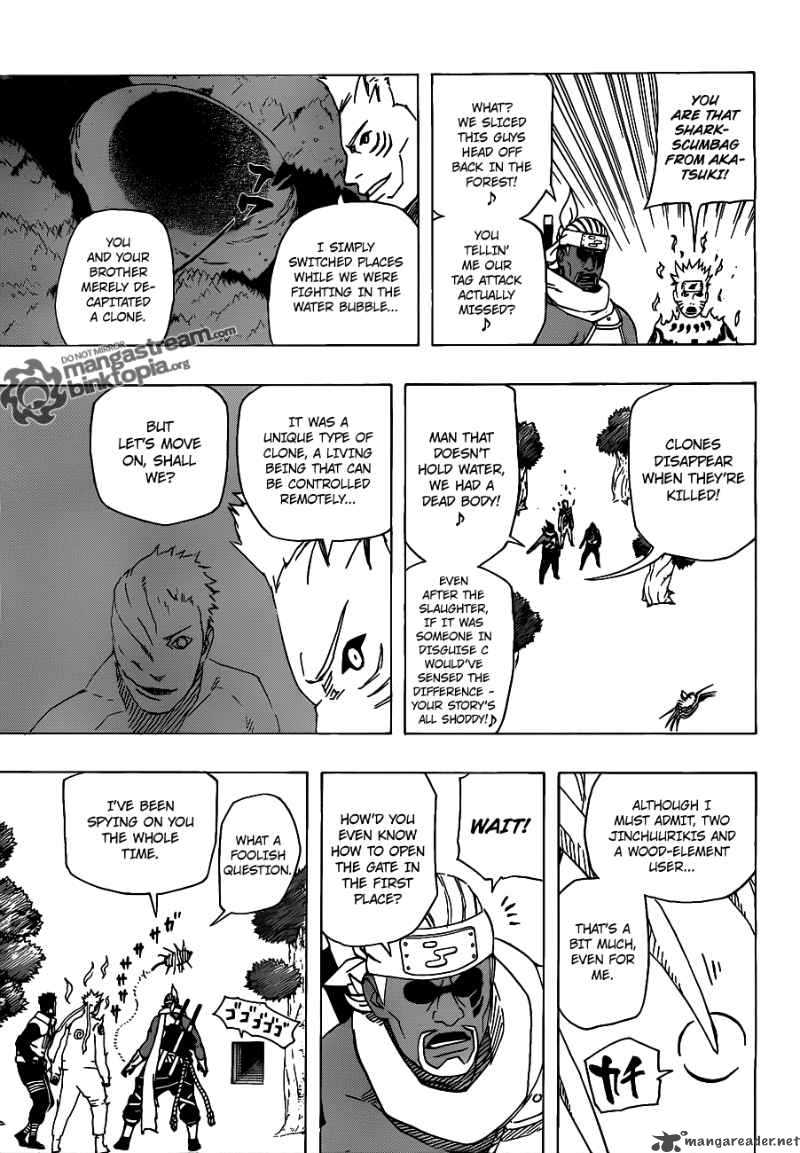 YOU
ARE THAT
SHARK-
SCUMBAG
FROM AKA-
TSUKI!
WHAT?
WE SLICED
THIS GUYS
HEAD OFF
BACK IN THE
FOREST!
♪
YOU
TELLIN'
ME OUR
TAG ATTACK
ACTUALLY
MISSED?
♪
I SIMPLY
SWITCHED PLACES
WHILE WE WERE
FIGHTING IN THE
WATER BUBBLE...
YOU
AND YOUR
BROTHER
MERELY DE-
CAPITATED
A CLONE.
DO NOT MIRROR
mangastream.com
binktopia.org
CLONES
DISAPPEAR
WHEN THEY'RE
KILLED!
MAN THAT
DOESN'T
HOLD WATER,
WE HAD A
DEAD BODY!
♪
EVEN
AFTER THE
SLAUGHTER,
IF IT WAS
SOMEONE IN
DISGUISE C
WOULD'VE
SENSED THE
DIFFERENCE -
YOUR STORY'S
ALL SHODDY!♪
IT WAS A
UNIQUE TYPE OF
CLONE, A LIVING
BEING THAT CAN
BE CONTROLLED
REMOTELY...
BUT
LET'S MOVE
ON, SHALL
WE?
ALTHOUGH I
MUST ADMIT, TWO
JINCHUURIKIS AND
A WOOD-ELEMENT
USER...
THAT'S A
BIT MUCH,
EVEN FOR
ME.
カチ
WAIT!
HOW'D YOU
EVEN KNOW
HOW TO OPEN
THE GATE IN
THE FIRST
PLACE?
WHAT A
FOOLISH
QUESTION.
I'VE BEEN
SPYING ON YOU
THE WHOLE
TIME.
ゴゴゴゴゴ
mangareader.net